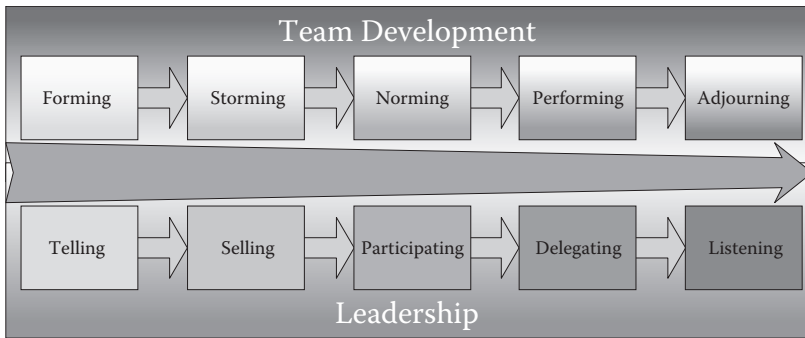 Team Development
Forming Storming Norming Performing Adjourning
Telling Selling Participating Delegating Listening
Leadership